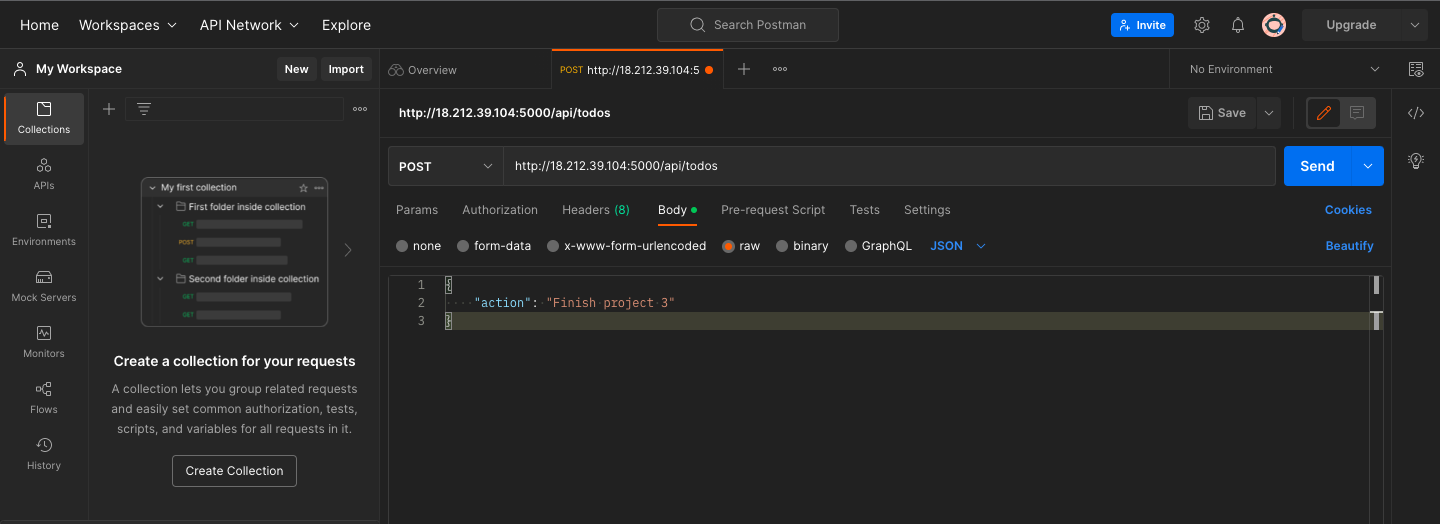 Home Workspaces API Network Explore Search Postman Invite Upgrade
My Workspace New Import
Overview POST http://18.212.39.104:5 No Environment
Collections
APIs
Environments
Mock Servers
Monitors
Flows
History
My first collection
First folder inside collection
GET
POST
GET
Second folder inside collection
GET
GET
Create a collection for your requests
A collection lets you group related requests
and easily set common authorization, tests,
scripts, and variables for all requests in it.
Create Collection
http://18.212.39.104:5000/api/todos Save
POST http://18.212.39.104:5000/api/todos Send
Params Authorization Headers (8) Body Pre-request Script Tests Settings Cookies
none form-data x-www-form-urlencoded raw binary GraphQL JSON Beautify
1 {
2 "action": "Finish project 3"
3 }